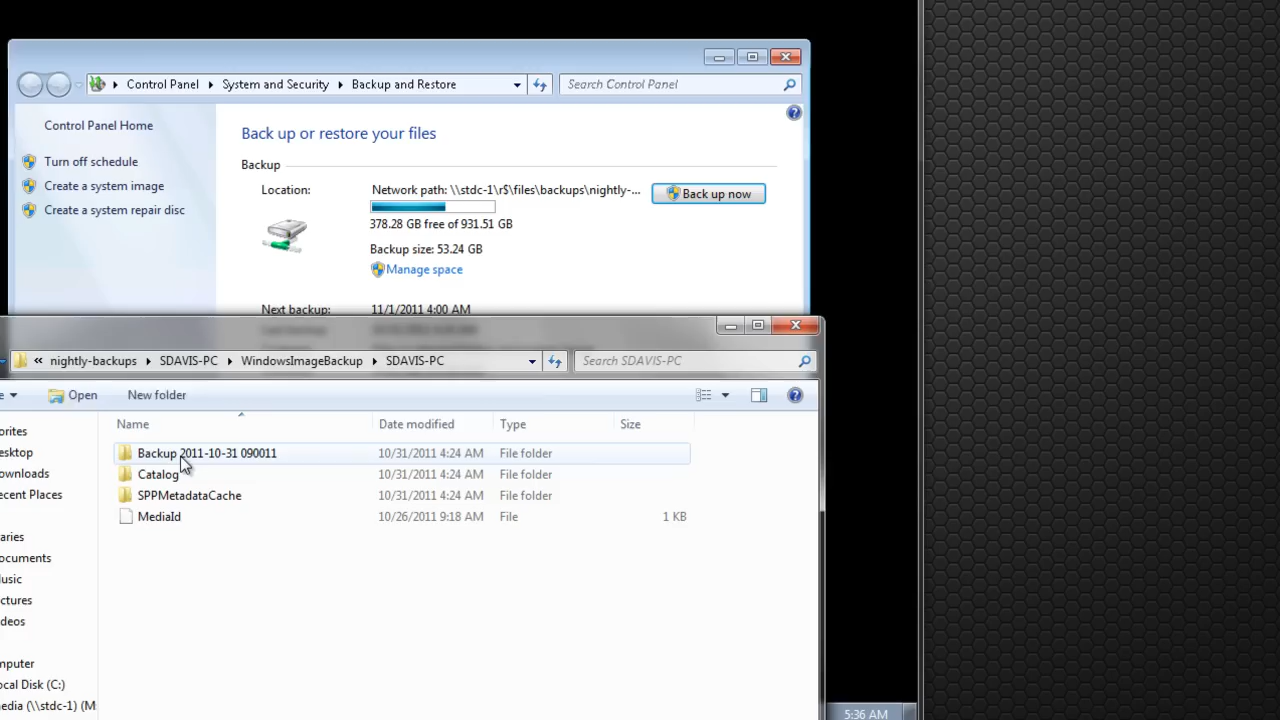 Control Panel
System and Security
Backup and Restore
Search Control Panel
Control Panel Home
Turn off schedule
Create a system image
Create a system repair disc
Back up or restore your files
Backup
Location:
Network path: \\stdc-1\r$\files\backups\nightly-...
Back up now
378.28 GB free of 931.51 GB
Backup size: 53.24 GB
Manage space
Next backup:
11/1/2011 4:00 AM
« nightly-backups
SDAVIS-PC
WindowsImageBackup
SDAVIS-PC
Search SDAVIS-PC
e
Open
New folder
Name
Date modified
Type
Size
Backup 2011-10-31 090011
10/31/2011 4:24 AM
File folder
Catalog
10/31/2011 4:24 AM
File folder
SPPMetadataCache
10/31/2011 4:24 AM
File folder
MediaId
10/26/2011 9:18 AM
File
1 KB
orites
esktop
ownloads
ecent Places
aries
ocuments
usic
ctures
deos
mputer
ocal Disk (C:)
edia (\\stdc-1) (M
5:36 AM